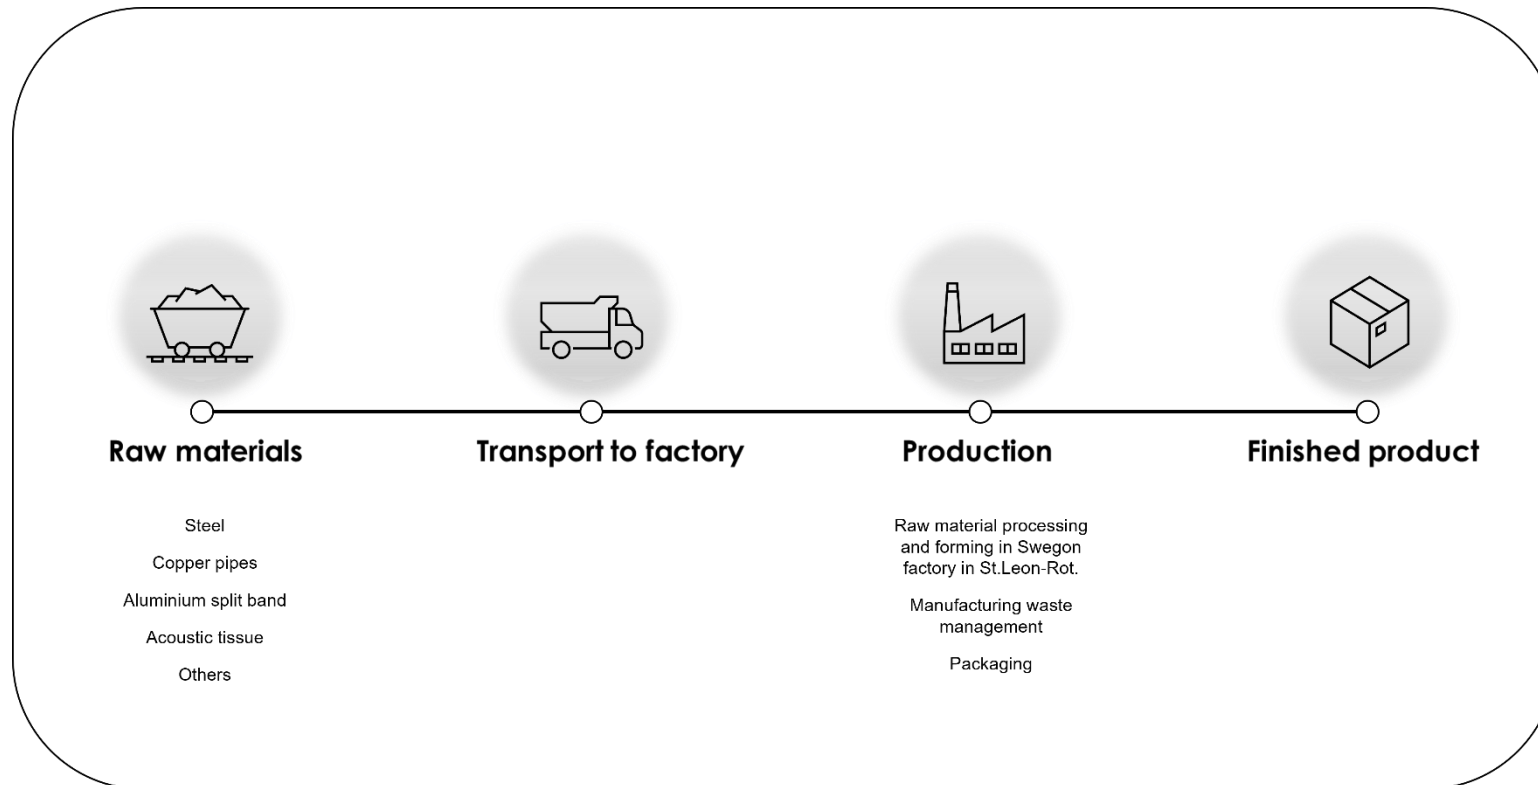 Raw materials
Transport to factory
Production
Finished product
Steel
Copper pipes
Aluminium split band
Acoustic tissue
Others
Raw material processing
and forming in Swegon
factory in St.Leon-Rot.
Manufacturing waste
management
Packaging